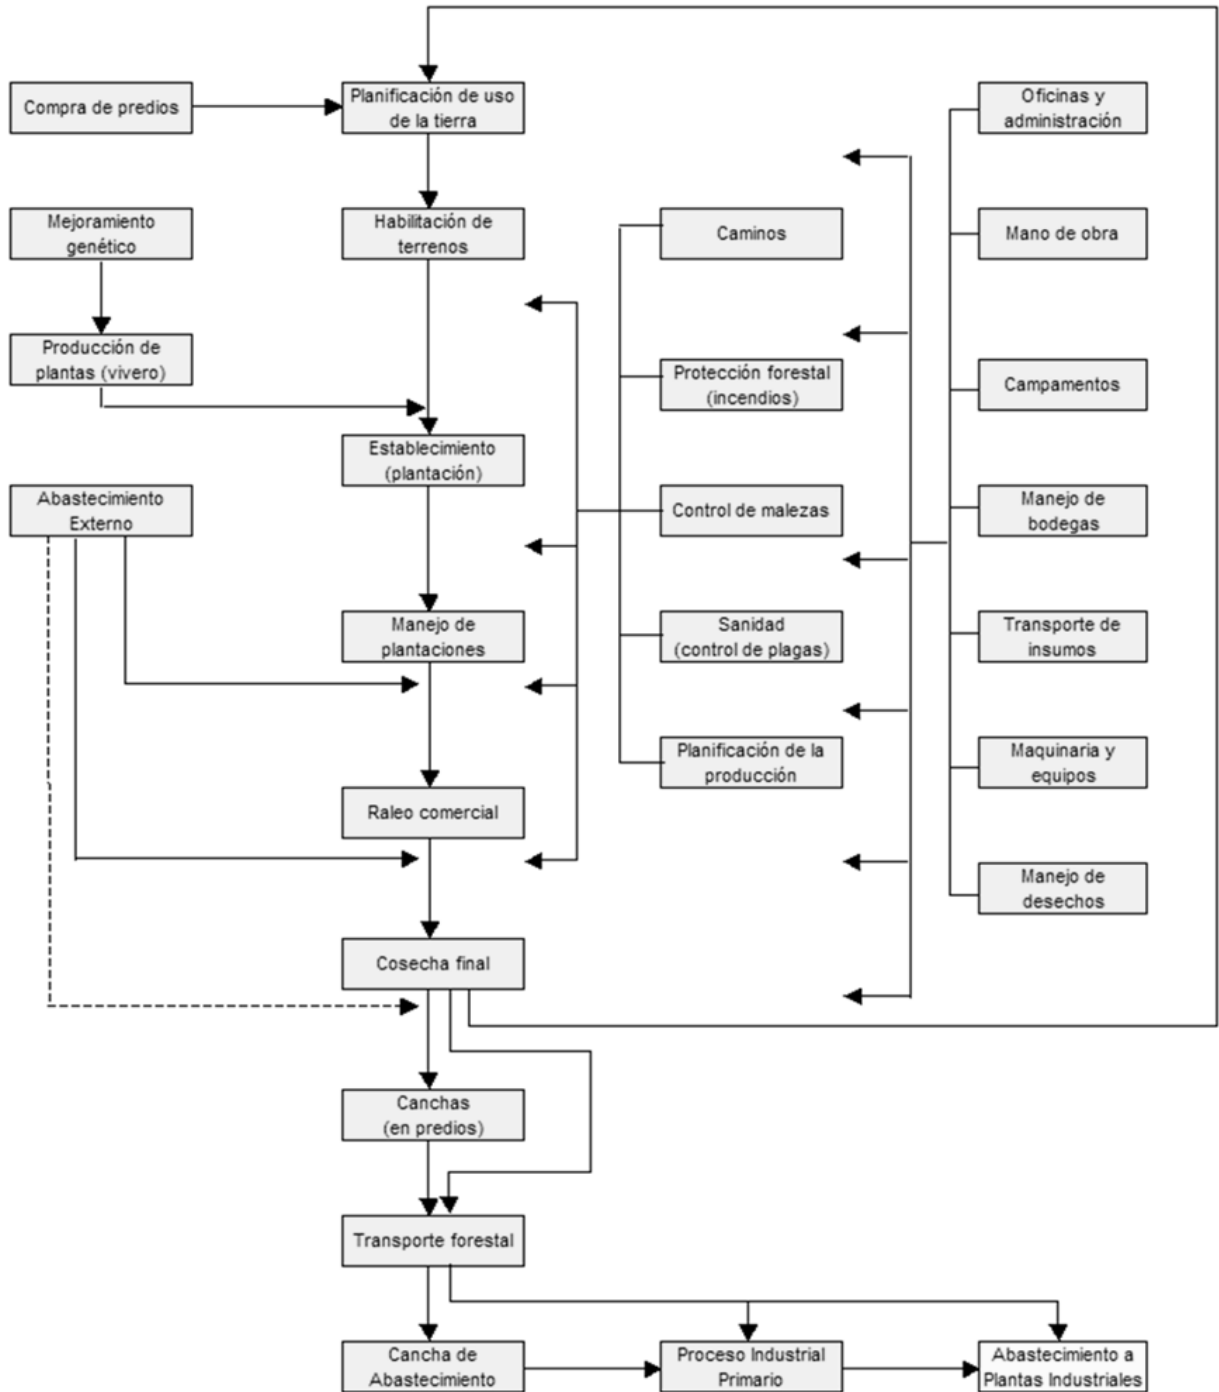 Compra de predios
Planificación de uso
de la tierra
Oficinas y
administración
Mejoramiento
genético
Habilitación de
terrenos
Caminos
Mano de obra
Producción de
plantas (vivero)
Protección forestal
(incendios)
Campamentos
Establecimiento
(plantación)
Abastecimiento
Externo
Control de malezas
Manejo de
bodegas
Manejo de
plantaciones
Sanidad
(control de plagas)
Transporte de
insumos
Planificación de la
producción
Maquinaria y
equipos
Raleo comercial
Manejo de
desechos
Cosecha final
Canchas
(en predios)
Transporte forestal
Cancha de
Abastecimiento
Proceso Industrial
Primario
Abastecimiento a
Plantas Industriales